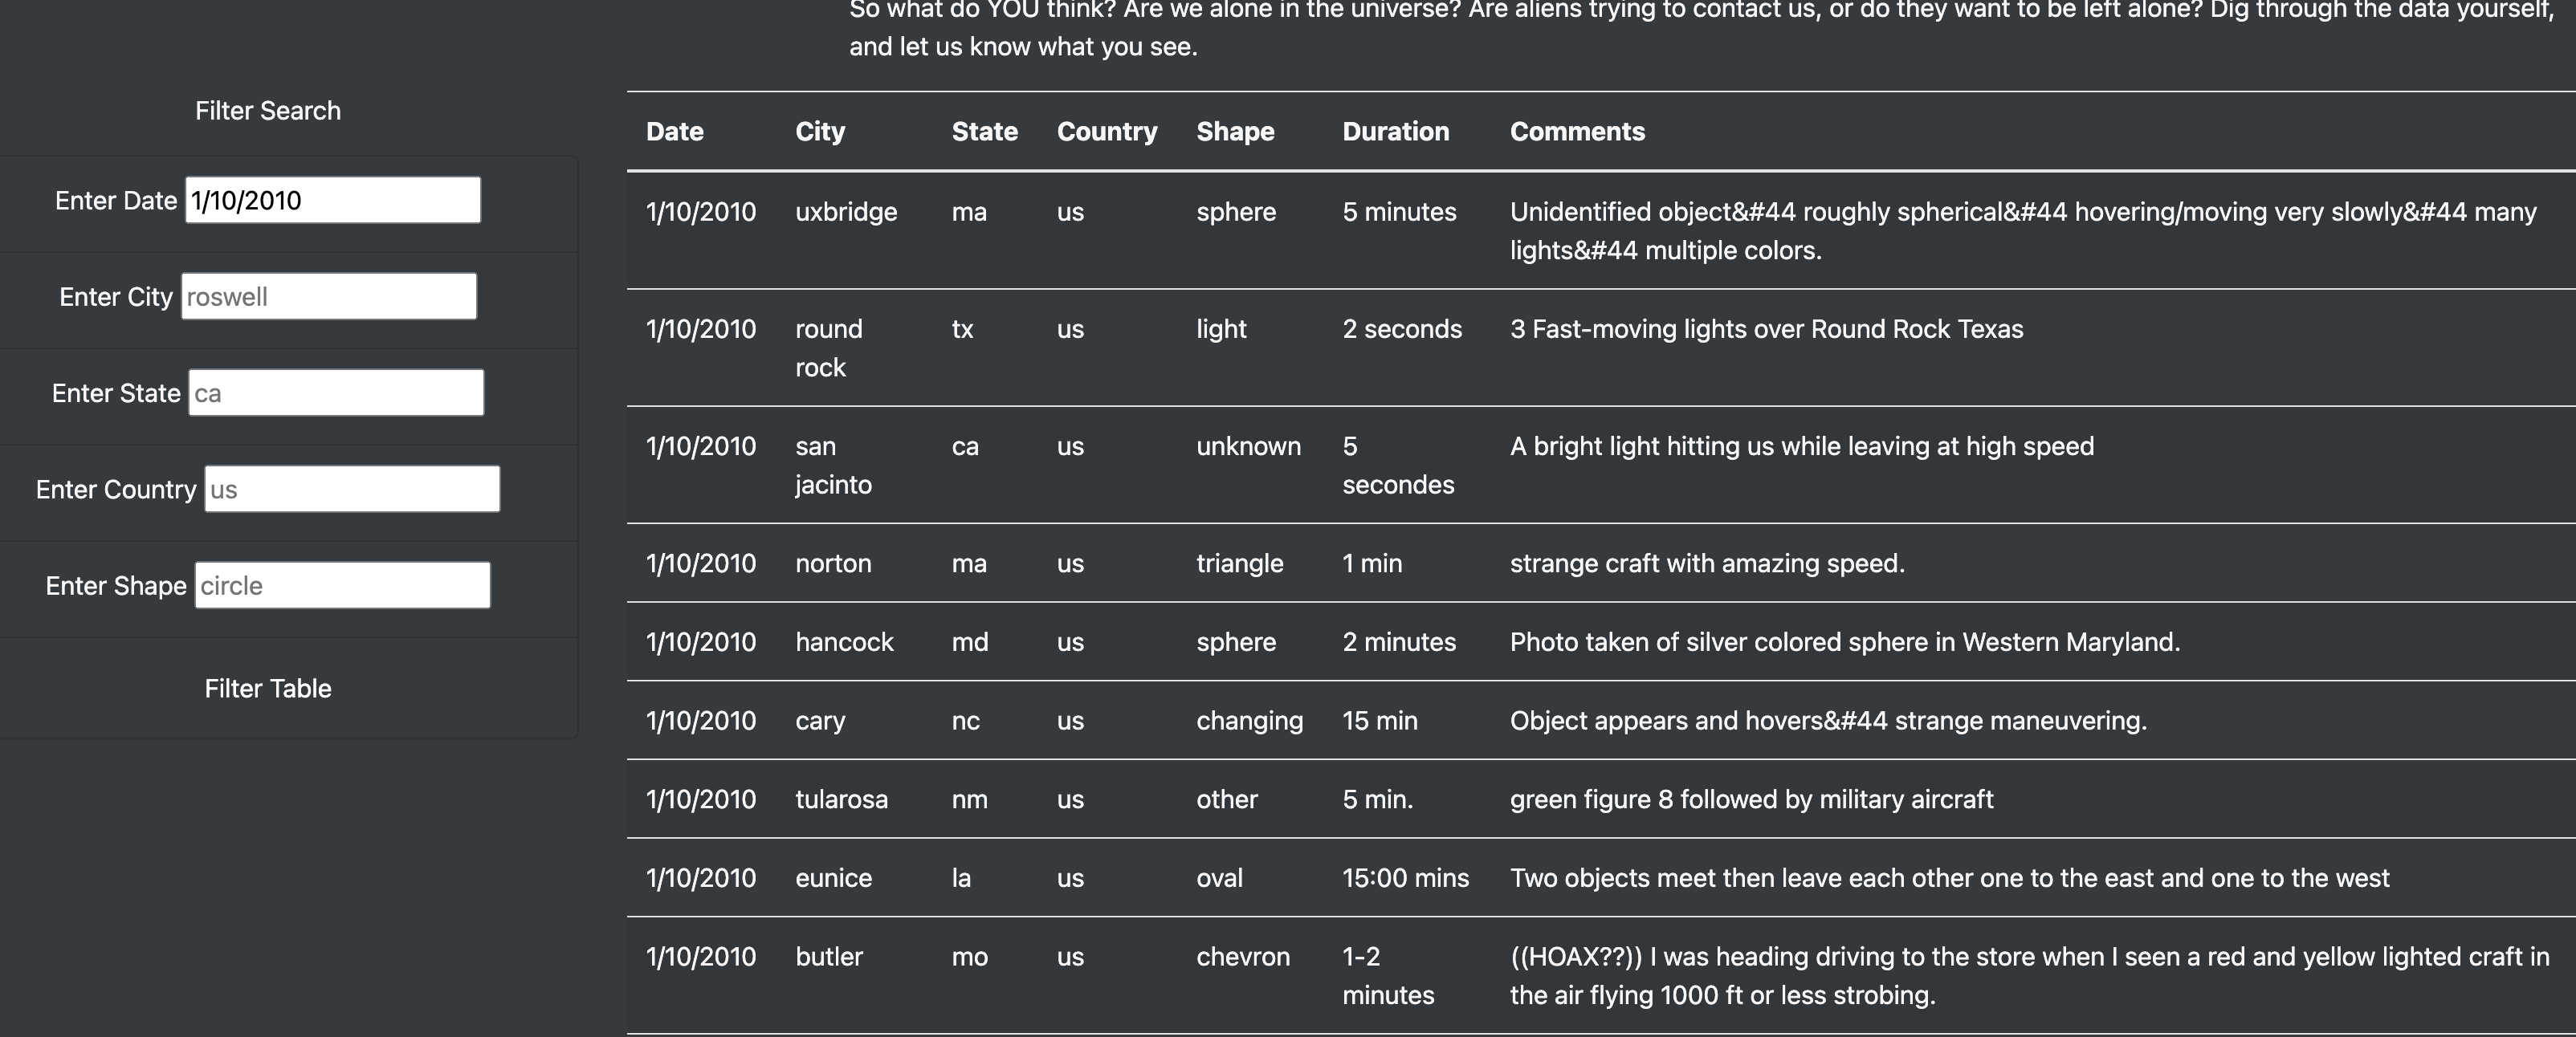 So what do YOU think? Are we alone in the universe? Are aliens trying to contact us, or do they want to be left alone? Dig through the data yourself,
and let us know what you see.
Filter Search
Enter Date 1/10/2010
Enter City roswell
Enter State ca
Enter Country us
Enter Shape circle
Filter Table
Date City State Country Shape Duration Comments
1/10/2010 uxbridge ma us sphere 5 minutes Unidentified object&#44 roughly spherical&#44 hovering/moving very slowly&#44 many
lights&#44 multiple colors.
1/10/2010 round tx us light 2 seconds 3 Fast-moving lights over Round Rock Texas
rock
1/10/2010 san ca us unknown 5 A bright light hitting us while leaving at high speed
jacinto secondes
1/10/2010 norton ma us triangle 1 min strange craft with amazing speed.
1/10/2010 hancock md us sphere 2 minutes Photo taken of silver colored sphere in Western Maryland.
1/10/2010 cary nc us changing 15 min Object appears and hovers&#44 strange maneuvering.
1/10/2010 tularosa nm us other 5 min. green figure 8 followed by military aircraft
1/10/2010 eunice la us oval 15:00 mins Two objects meet then leave each other one to the east and one to the west
1/10/2010 butler mo us chevron 1-2 ((HOAX??)) I was heading driving to the store when I seen a red and yellow lighted craft in
minutes the air flying 1000 ft or less strobing.